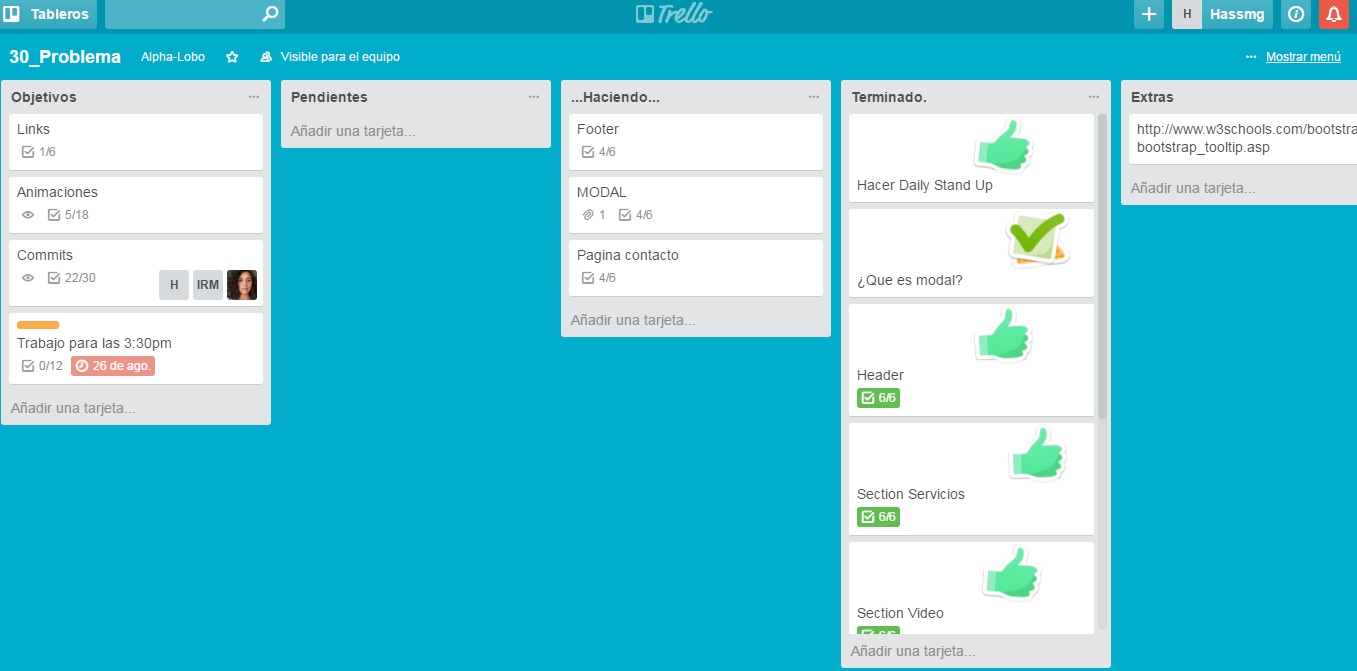 Tableros
Trello
H Hassmg
30_Problema Alpha-Lobo Visible para el equipo
... Mostrar menú
Objetivos
Links
1/6
Animaciones
5/18
Commits
22/30
H IRM
Trabajo para las 3:30pm
0/12 26 de ago.
Añadir una tarjeta...
Pendientes
Añadir una tarjeta...
...Haciendo...
Footer
4/6
MODAL
1 4/6
Pagina contacto
4/6
Añadir una tarjeta...
Terminado.
Hacer Daily Stand Up
¿Que es modal?
Header
6/6
Section Servicios
6/6
Section Video
6/6
Añadir una tarjeta...
Extras
http://www.w3schools.com/bootstra
bootstrap_tooltip.asp
Añadir una tarjeta...